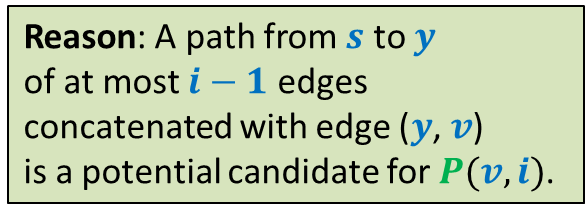 Reason: A path from s to y
of at most i − 1 edges
concatenated with edge (y, v)
is a potential candidate for P(v, i).